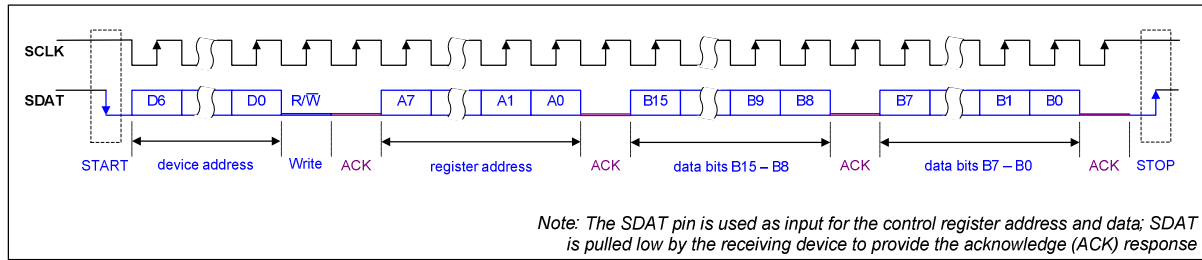 SCLK
SDAT
D6 D0 R/W̅ A7 A1 A0 B15 B9 B8 B7 B1 B0
START device address Write ACK register address ACK data bits B15 – B8 ACK data bits B7 – B0 ACK STOP
Note: The SDAT pin is used as input for the control register address and data; SDAT
is pulled low by the receiving device to provide the acknowledge (ACK) response